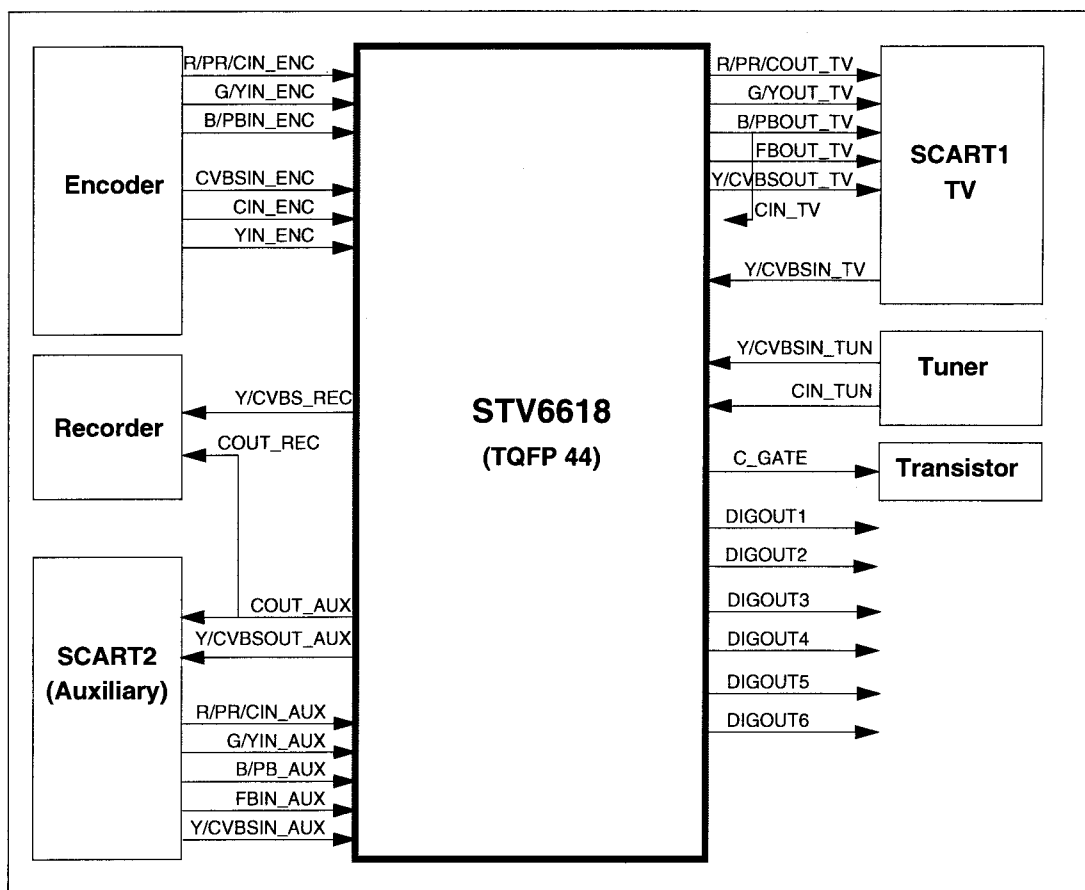 Encoder
R/PR/CIN_ENC
G/YIN_ENC
B/PBIN_ENC
CVBSIN_ENC
CIN_ENC
YIN_ENC
Recorder
Y/CVBS_REC
COUT_REC
SCART2
(Auxiliary)
COUT_AUX
Y/CVBSOUT_AUX
R/PR/CIN_AUX
G/YIN_AUX
B/PB_AUX
FBIN_AUX
Y/CVBSIN_AUX
STV6618
(TQFP 44)
R/PR/COUT_TV
G/YOUT_TV
B/PBOUT_TV
FBOUT_TV
Y/CVBSOUT_TV
CIN_TV
Y/CVBSIN_TV
SCART1
TV
Y/CVBSIN_TUN
CIN_TUN
Tuner
C_GATE
Transistor
DIGOUT1
DIGOUT2
DIGOUT3
DIGOUT4
DIGOUT5
DIGOUT6